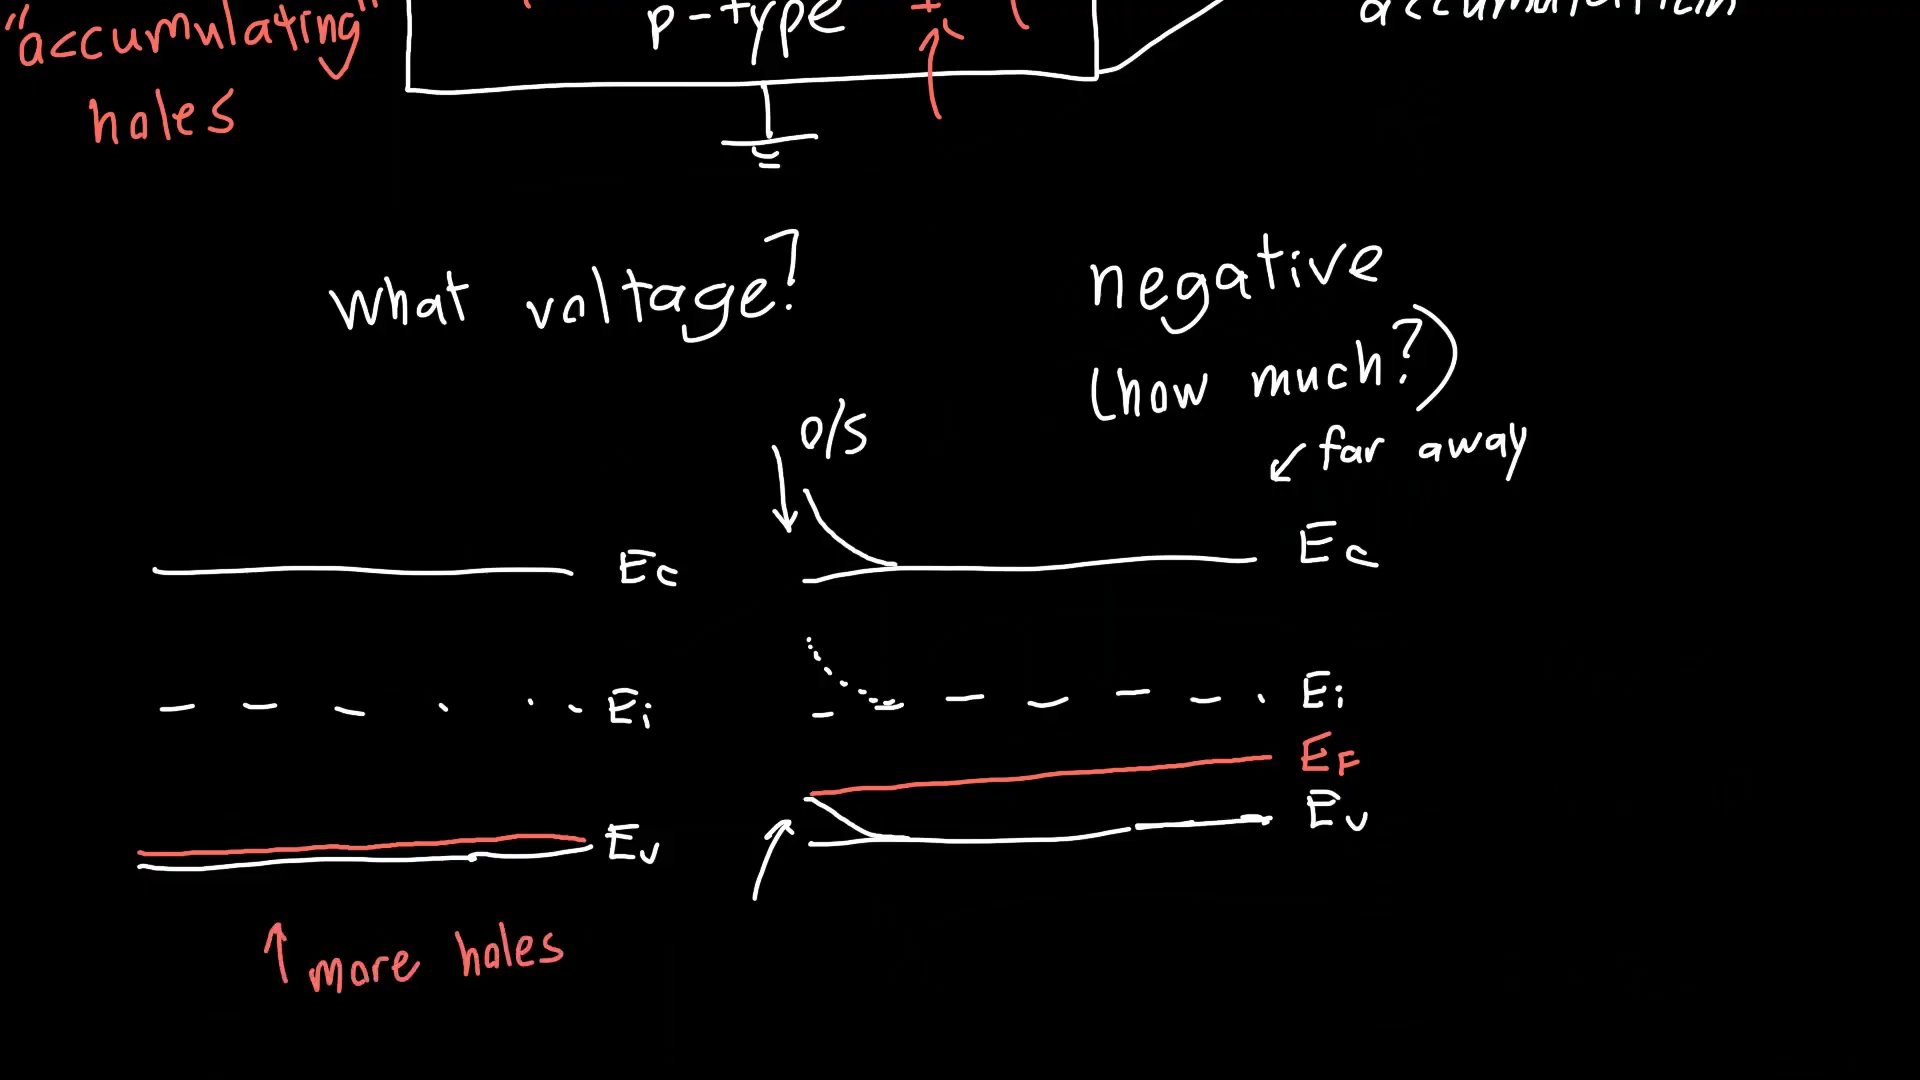 "accumulating"
holes
p-type
+
accumulation
what voltage?
negative
(how much?)
O/S
far away
Ec
Ec
Ei
Ei
EF
Ev
Ev
more holes